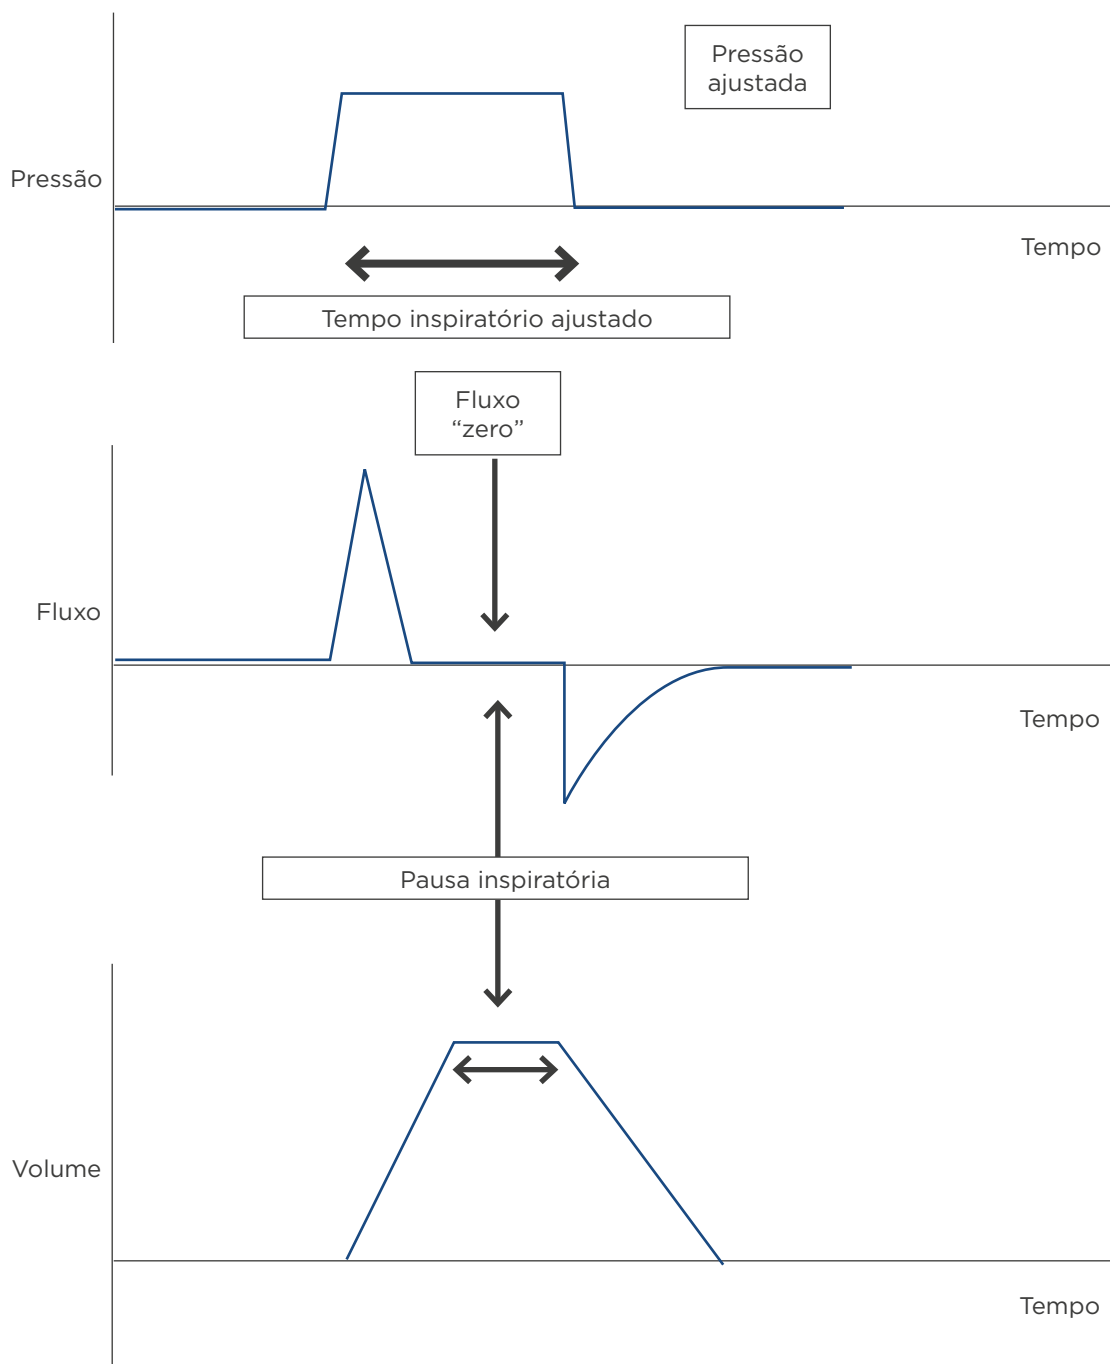 Pressão
ajustada
Pressão
Tempo
Tempo inspiratório ajustado
Fluxo
“zero”
Fluxo
Tempo
Pausa inspiratória
Volume
Tempo